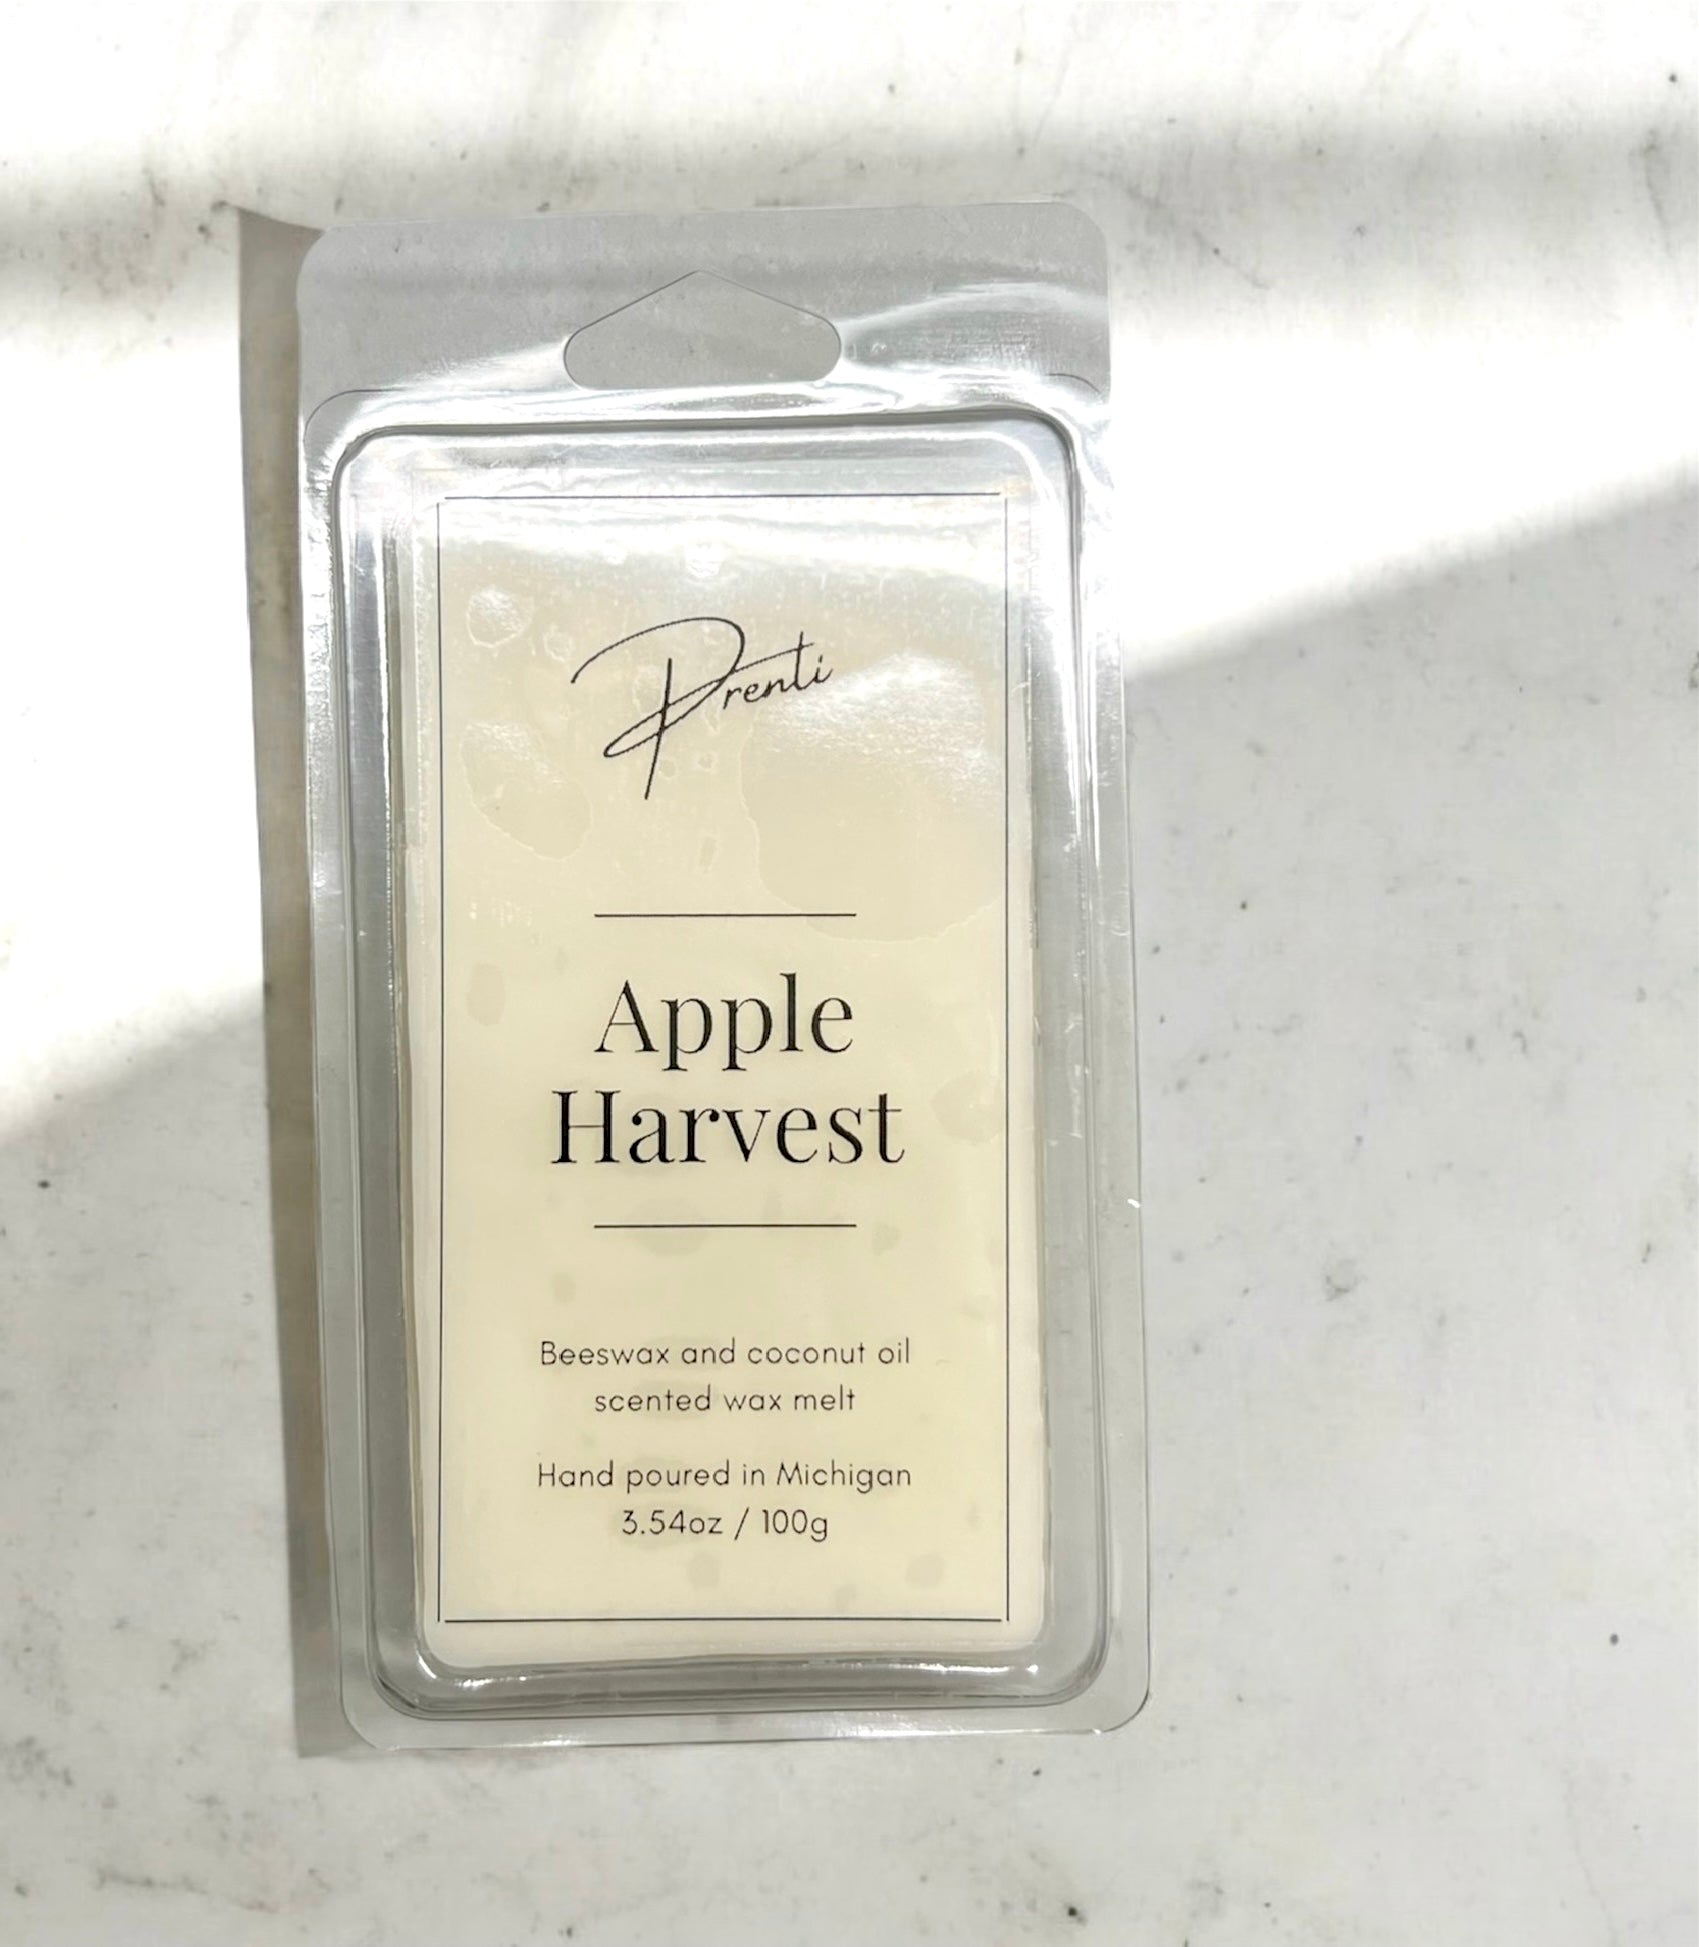 Prenti
Apple
Harvest
Beeswax and coconut oil
scented wax melt
Hand poured in Michigan
3.54oz / 100g